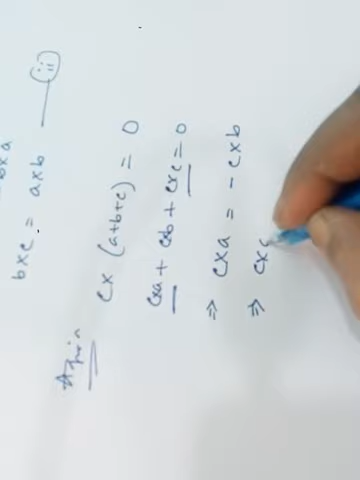 b×a
b×c = a×b —(ii)
Again c×(a+b+c) = 0
c×a + c×b + c×c = 0
⇒ c×a = - c×b
⇒ c×